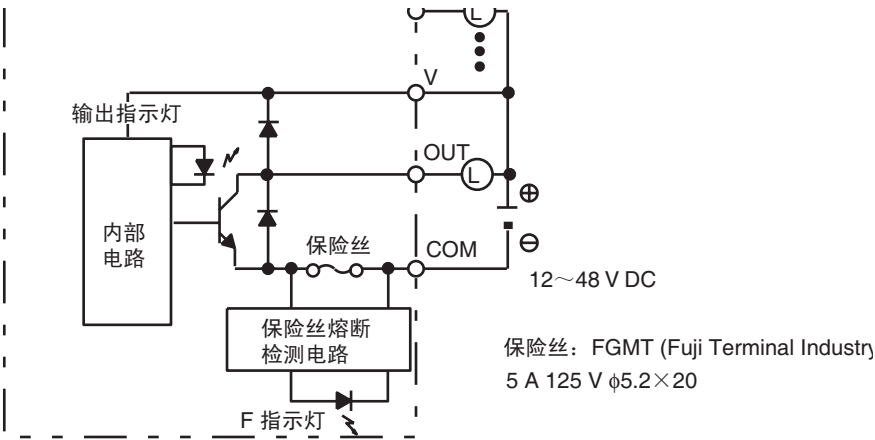 L
V
输出指示灯
OUT
L
⊕
内部
电路
保险丝
COM
⊖
12～48 V DC
保险丝熔断
检测电路
保险丝：FGMT (Fuji Terminal Industry
5 A 125 V ϕ5.2×20
F 指示灯